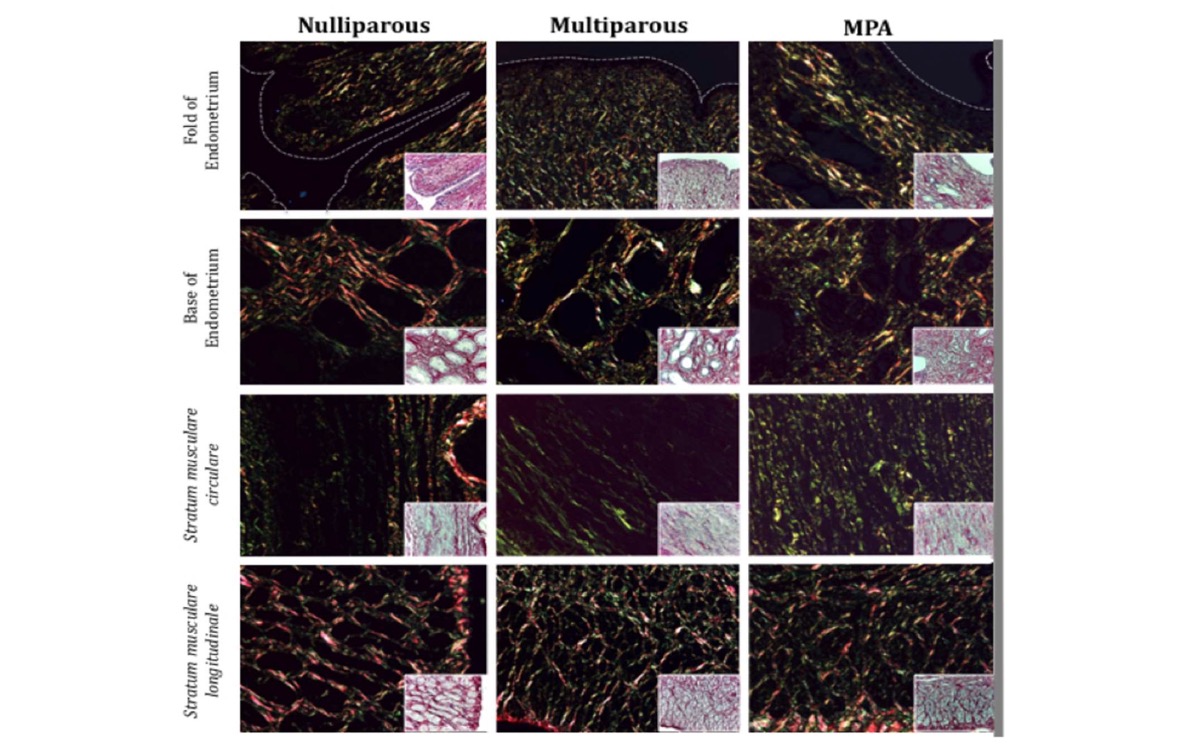 Nulliparous
Multiparous
MPA
Fold of
Endometrium
Base of
Endometrium
Stratum musculare
circulare
Stratum musculare
longitudinale